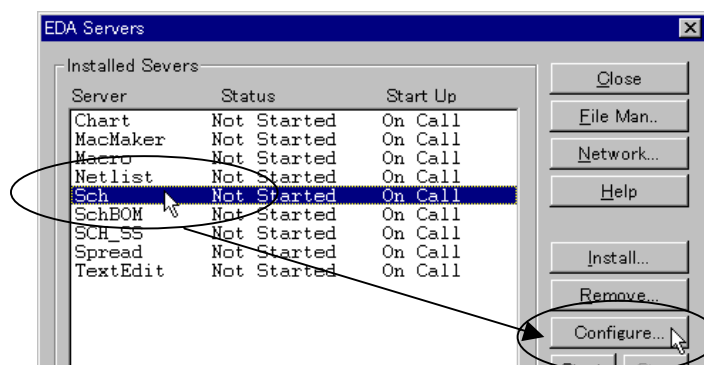 EDA Servers
Installed Severs
Server Status Start Up
Chart Not Started On Call
MacMaker Not Started On Call
Macro Not Started On Call
Netlist Not Started On Call
Sch Not Started On Call
SchBOM Not Started On Call
SCH_SS Not Started On Call
Spread Not Started On Call
TextEdit Not Started On Call
Close
File Man..
Network...
Help
Install...
Remove...
Configure...